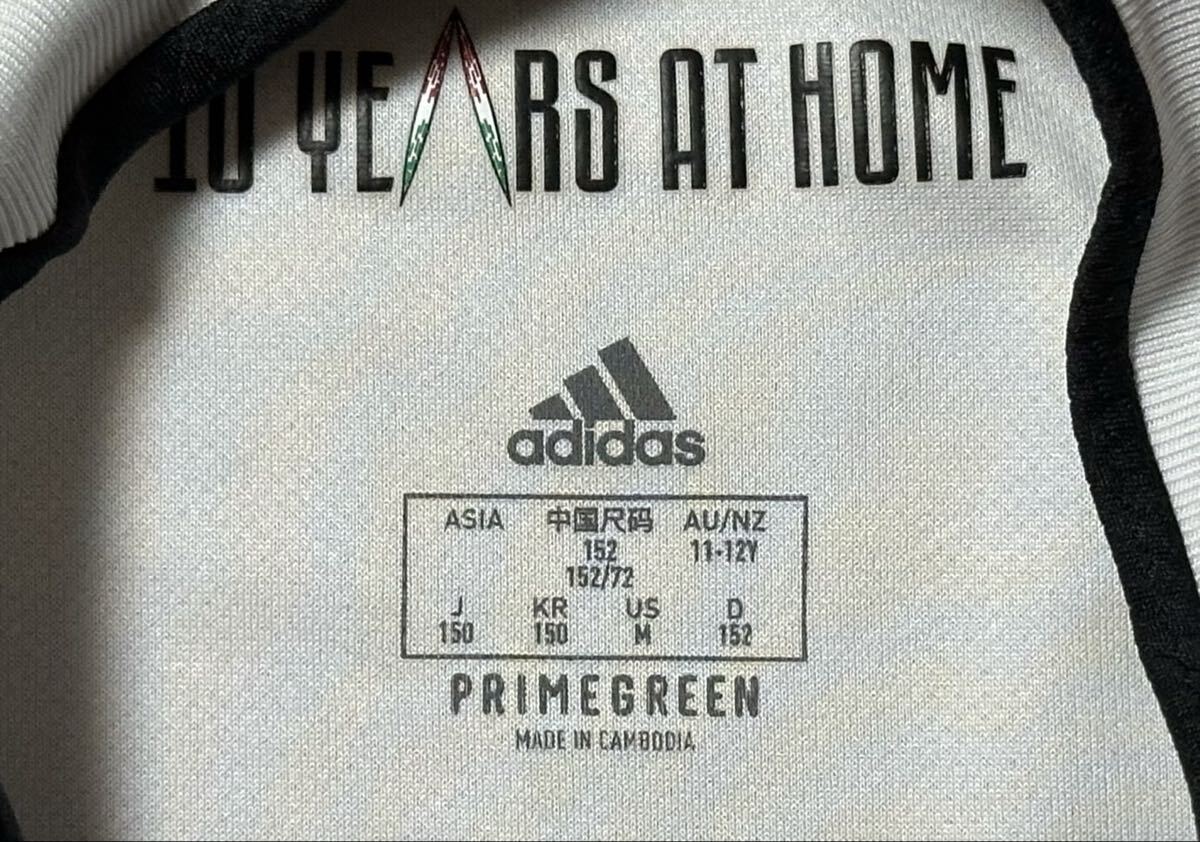 10 YEARS AT HOME
adidas
ASIA 中国尺码 AU/NZ
152 11-12Y
152/72
J KR US D
150 150 M 152
PRIMEGREEN
MADE IN CAMBODIA